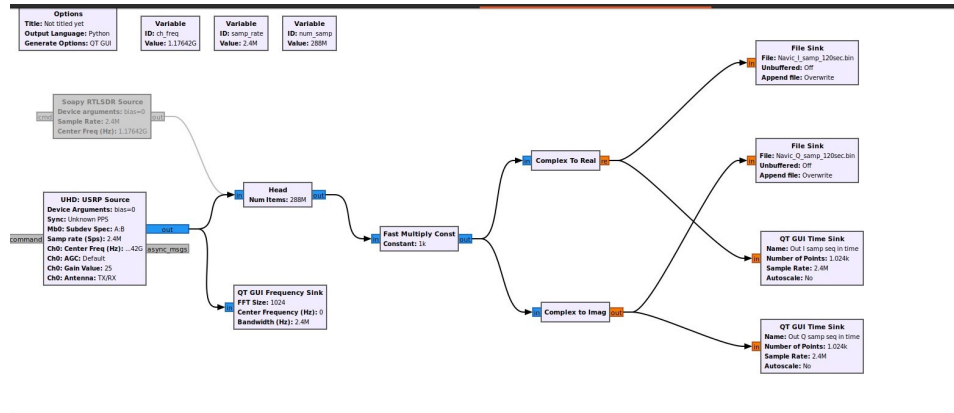 Options
Title: Not titled yet
Output Language: Python
Generate Options: QT GUI
Variable
ID: ch_freq
Value: 1.17642G
Variable
ID: samp_rate
Value: 2.4M
Variable
ID: num_samp
Value: 288M
Soapy RTLSDR Source
Device arguments: bias=0
Sample Rate: 2.4M
Center Freq (Hz): 1.17642G
cmd
out
UHD: USRP Source
Device Arguments: bias=0
Sync: Unknown PPS
Mb0: Subdev Spec: A:B
Samp rate (Sps): 2.4M
Ch0: Center Freq (Hz): ...42G
Ch0: AGC: Default
Ch0: Gain Value: 25
Ch0: Antenna: TX/RX
command
out
async_msgs
in
Head
Num Items: 288M
out
in
QT GUI Frequency Sink
FFT Size: 1024
Center Frequency (Hz): 0
Bandwidth (Hz): 2.4M
in
Fast Multiply Const
Constant: 1k
out
in
Complex To Real
re
in
Complex to Imag
out
in
File Sink
File: Navic_I_samp_120sec.bin
Unbuffered: Off
Append file: Overwrite
in
File Sink
File: Navic_Q_samp_120sec.bin
Unbuffered: Off
Append file: Overwrite
in
QT GUI Time Sink
Name: Out I samp seq in time
Number of Points: 1.024k
Sample Rate: 2.4M
Autoscale: No
in
QT GUI Time Sink
Name: Out Q samp seq in time
Number of Points: 1.024k
Sample Rate: 2.4M
Autoscale: No